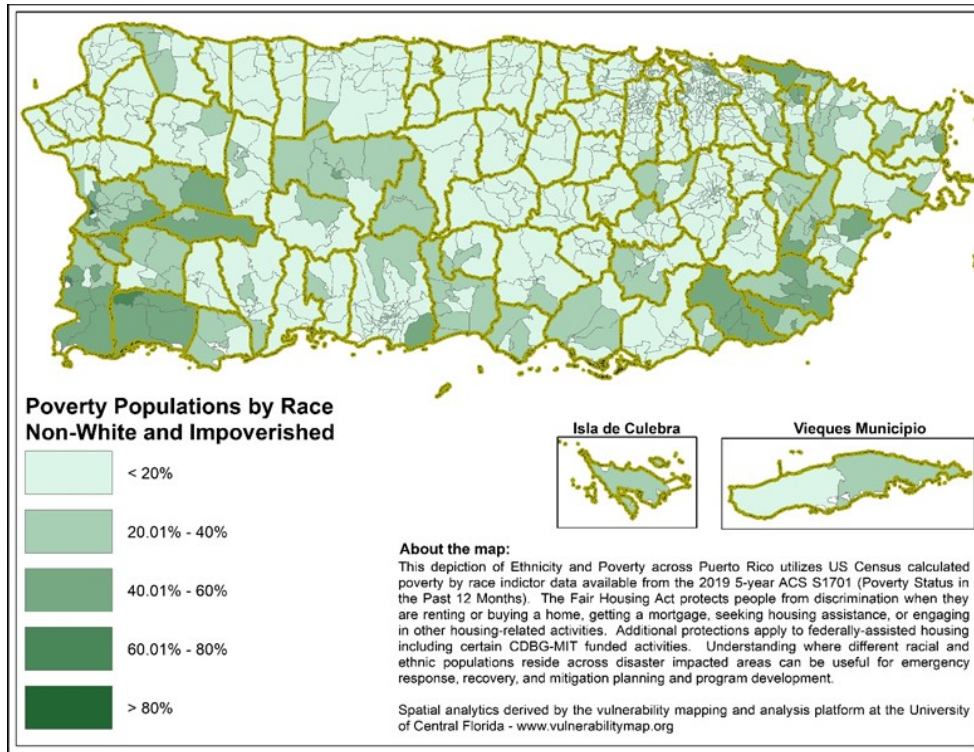 Poverty Populations by Race
Non-White and Impoverished
< 20%
20.01% - 40%
40.01% - 60%
60.01% - 80%
> 80%
Isla de Culebra
Vieques Municipio
About the map:
This depiction of Ethnicity and Poverty across Puerto Rico utilizes US Census calculated
poverty by race indictor data available from the 2019 5-year ACS S1701 (Poverty Status in
the Past 12 Months). The Fair Housing Act protects people from discrimination when they
are renting or buying a home, getting a mortgage, seeking housing assistance, or engaging
in other housing-related activities. Additional protections apply to federally-assisted housing
including certain CDBG-MIT funded activities. Understanding where different racial and
ethnic populations reside across disaster impacted areas can be useful for emergency
response, recovery, and mitigation planning and program development.
Spatial analytics derived by the vulnerability mapping and analysis platform at the University
of Central Florida - www.vulnerabilitymap.org